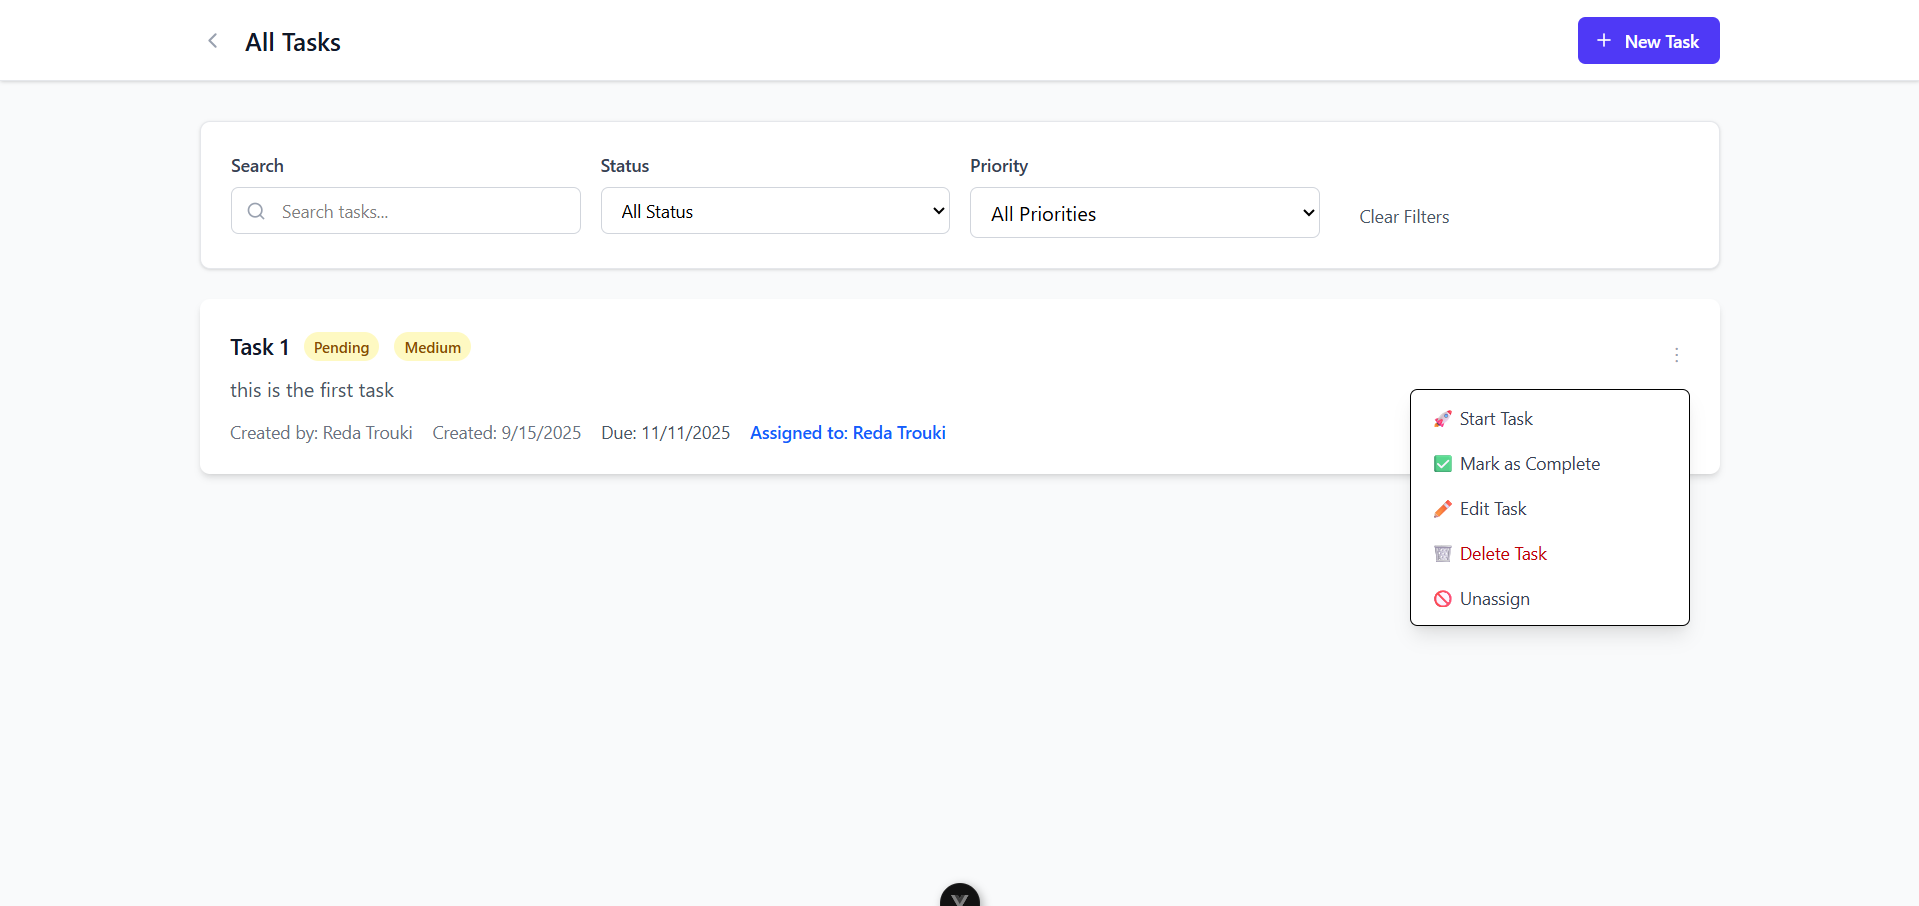 All Tasks
New Task
Search
Status
Priority
Search tasks...
All Status
All Priorities
Clear Filters
Task 1 Pending Medium
this is the first task
Created by: Reda Trouki Created: 9/15/2025 Due: 11/11/2025 Assigned to: Reda Trouki
Start Task
Mark as Complete
Edit Task
Delete Task
Unassign